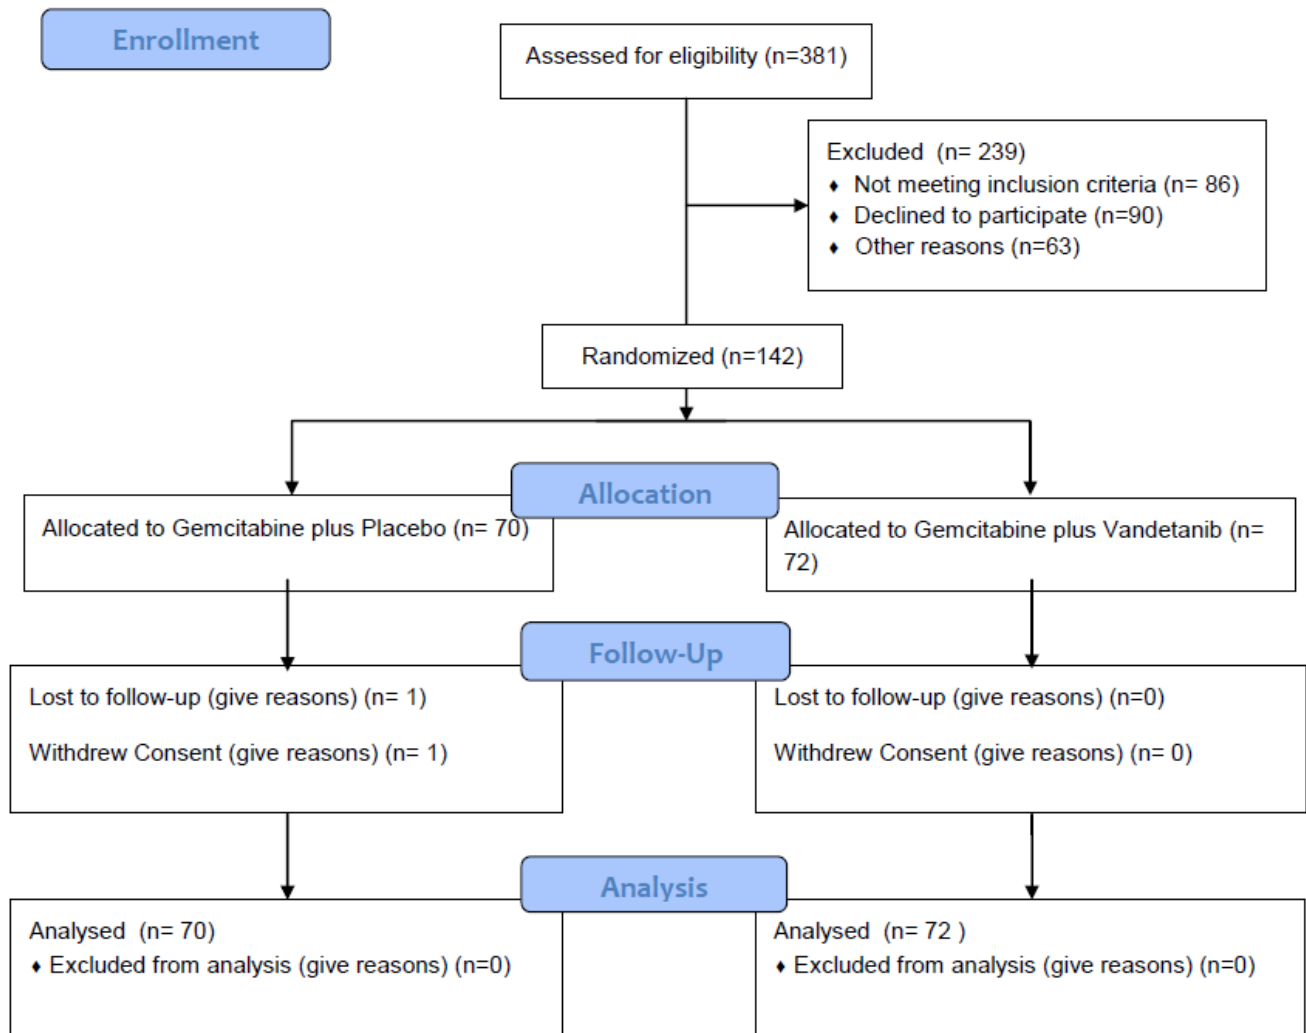 Enrollment
Assessed for eligibility (n=381)
Excluded  (n= 239)
♦ Not meeting inclusion criteria (n= 86)
♦ Declined to participate (n=90)
♦ Other reasons (n=63)
Randomized (n=142)
Allocation
Allocated to Gemcitabine plus Placebo (n= 70)
Allocated to Gemcitabine plus Vandetanib (n=
72)
Follow-Up
Lost to follow-up (give reasons) (n= 1)
Withdrew Consent (give reasons) (n= 1)
Lost to follow-up (give reasons) (n=0)
Withdrew Consent (give reasons) (n= 0)
Analysis
Analysed  (n= 70)
♦ Excluded from analysis (give reasons) (n=0)
Analysed  (n= 72 )
♦ Excluded from analysis (give reasons) (n=0)